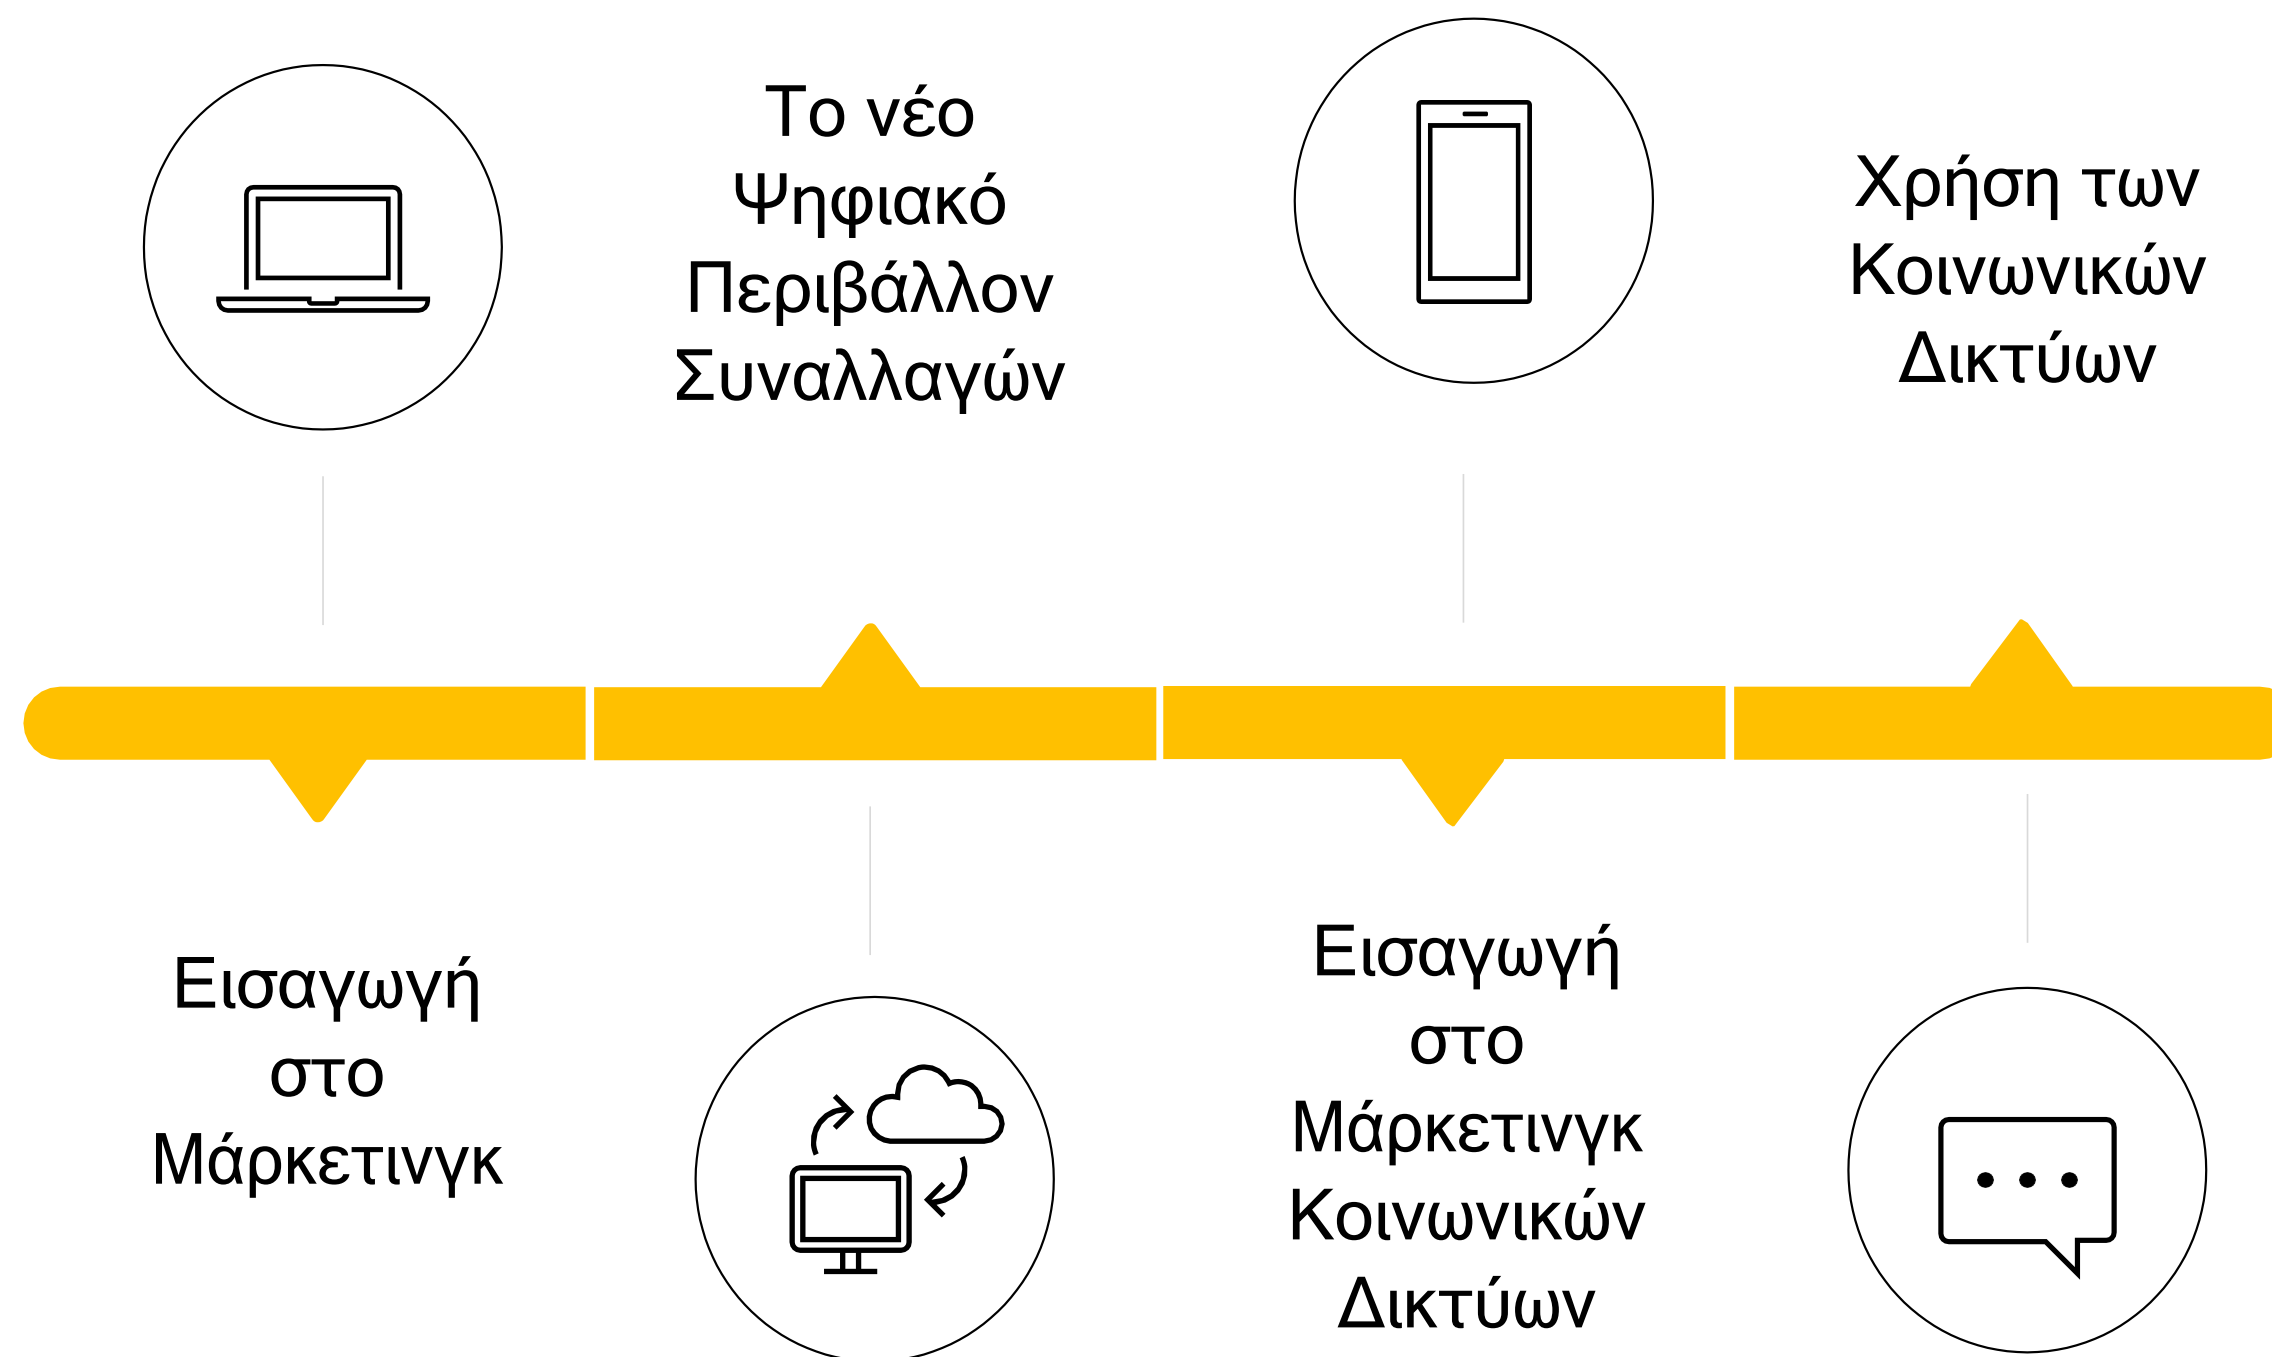 Εισαγωγή
στο
Μάρκετινγκ
Το νέο
Ψηφιακό
Περιβάλλον
Συναλλαγών
Εισαγωγή
στο
Μάρκετινγκ
Κοινωνικών
Δικτύων
Χρήση των
Κοινωνικών
Δικτύων